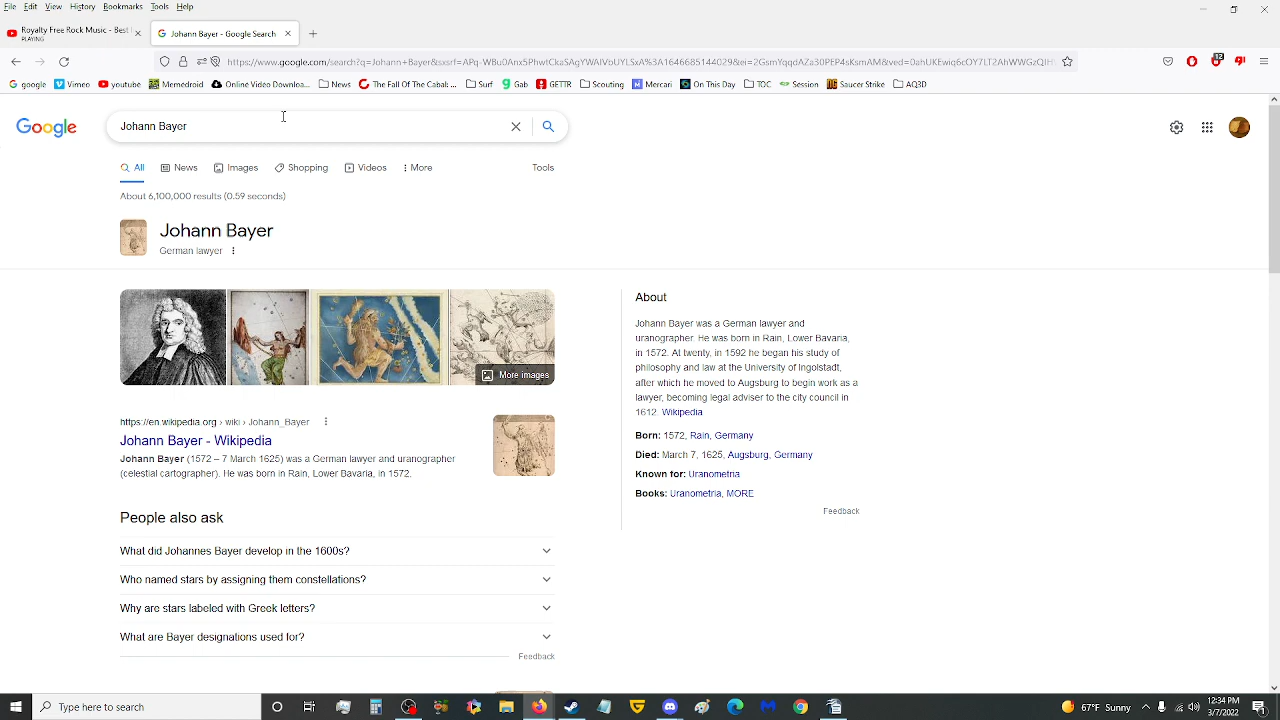 File Edit View History Bookmarks Tools Help
Royalty Free Rock Music - Best
PLAYING
Johann Bayer - Google Search
google Vimeo youtube Memedroid Online Video Downloa... News The Fall Of The Cabal:... Surf Gab GETTR Scouting Mercari On This Day TOC Session Saucer Strike AQ3D
Google
Johann Bayer
All News Images Shopping Videos More Tools
About 6,100,000 results (0.59 seconds)
Johann Bayer
German lawyer
More images
https://en.wikipedia.org › wiki › Johann_Bayer
Johann Bayer - Wikipedia
Johann Bayer (1572 – 7 March 1625) was a German lawyer and uranographer
(celestial cartographer). He was born in Rain, Lower Bavaria, in 1572.
People also ask
What did Johannes Bayer develop in the 1600s?
Who named stars by assigning them constellations?
Why are stars labeled with Greek letters?
What are Bayer designations used for?
Feedback
About
Johann Bayer was a German lawyer and
uranographer. He was born in Rain, Lower Bavaria,
in 1572. At twenty, in 1592 he began his study of
philosophy and law at the University of Ingolstadt,
after which he moved to Augsburg to begin work as a
lawyer, becoming legal adviser to the city council in
1612. Wikipedia
Born: 1572, Rain, Germany
Died: March 7, 1625, Augsburg, Germany
Known for: Uranometria
Books: Uranometria, MORE
Feedback
Type here to search
67°F Sunny
12:34 PM
3/7/2022